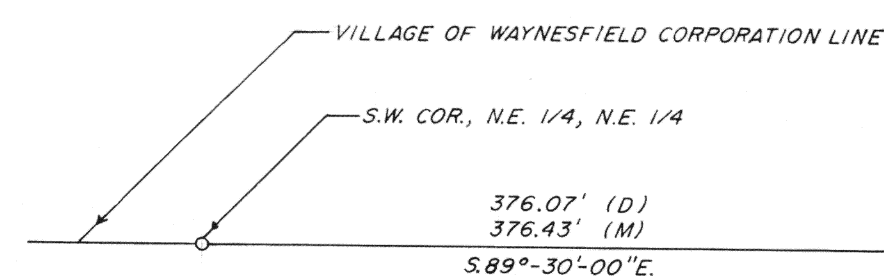 VILLAGE OF WAYNESFIELD CORPORATION LINE
S.W. COR., N.E. 1/4, N.E. 1/4
376.07' (D)
376.43' (M)
S.89°-30'-00"E.